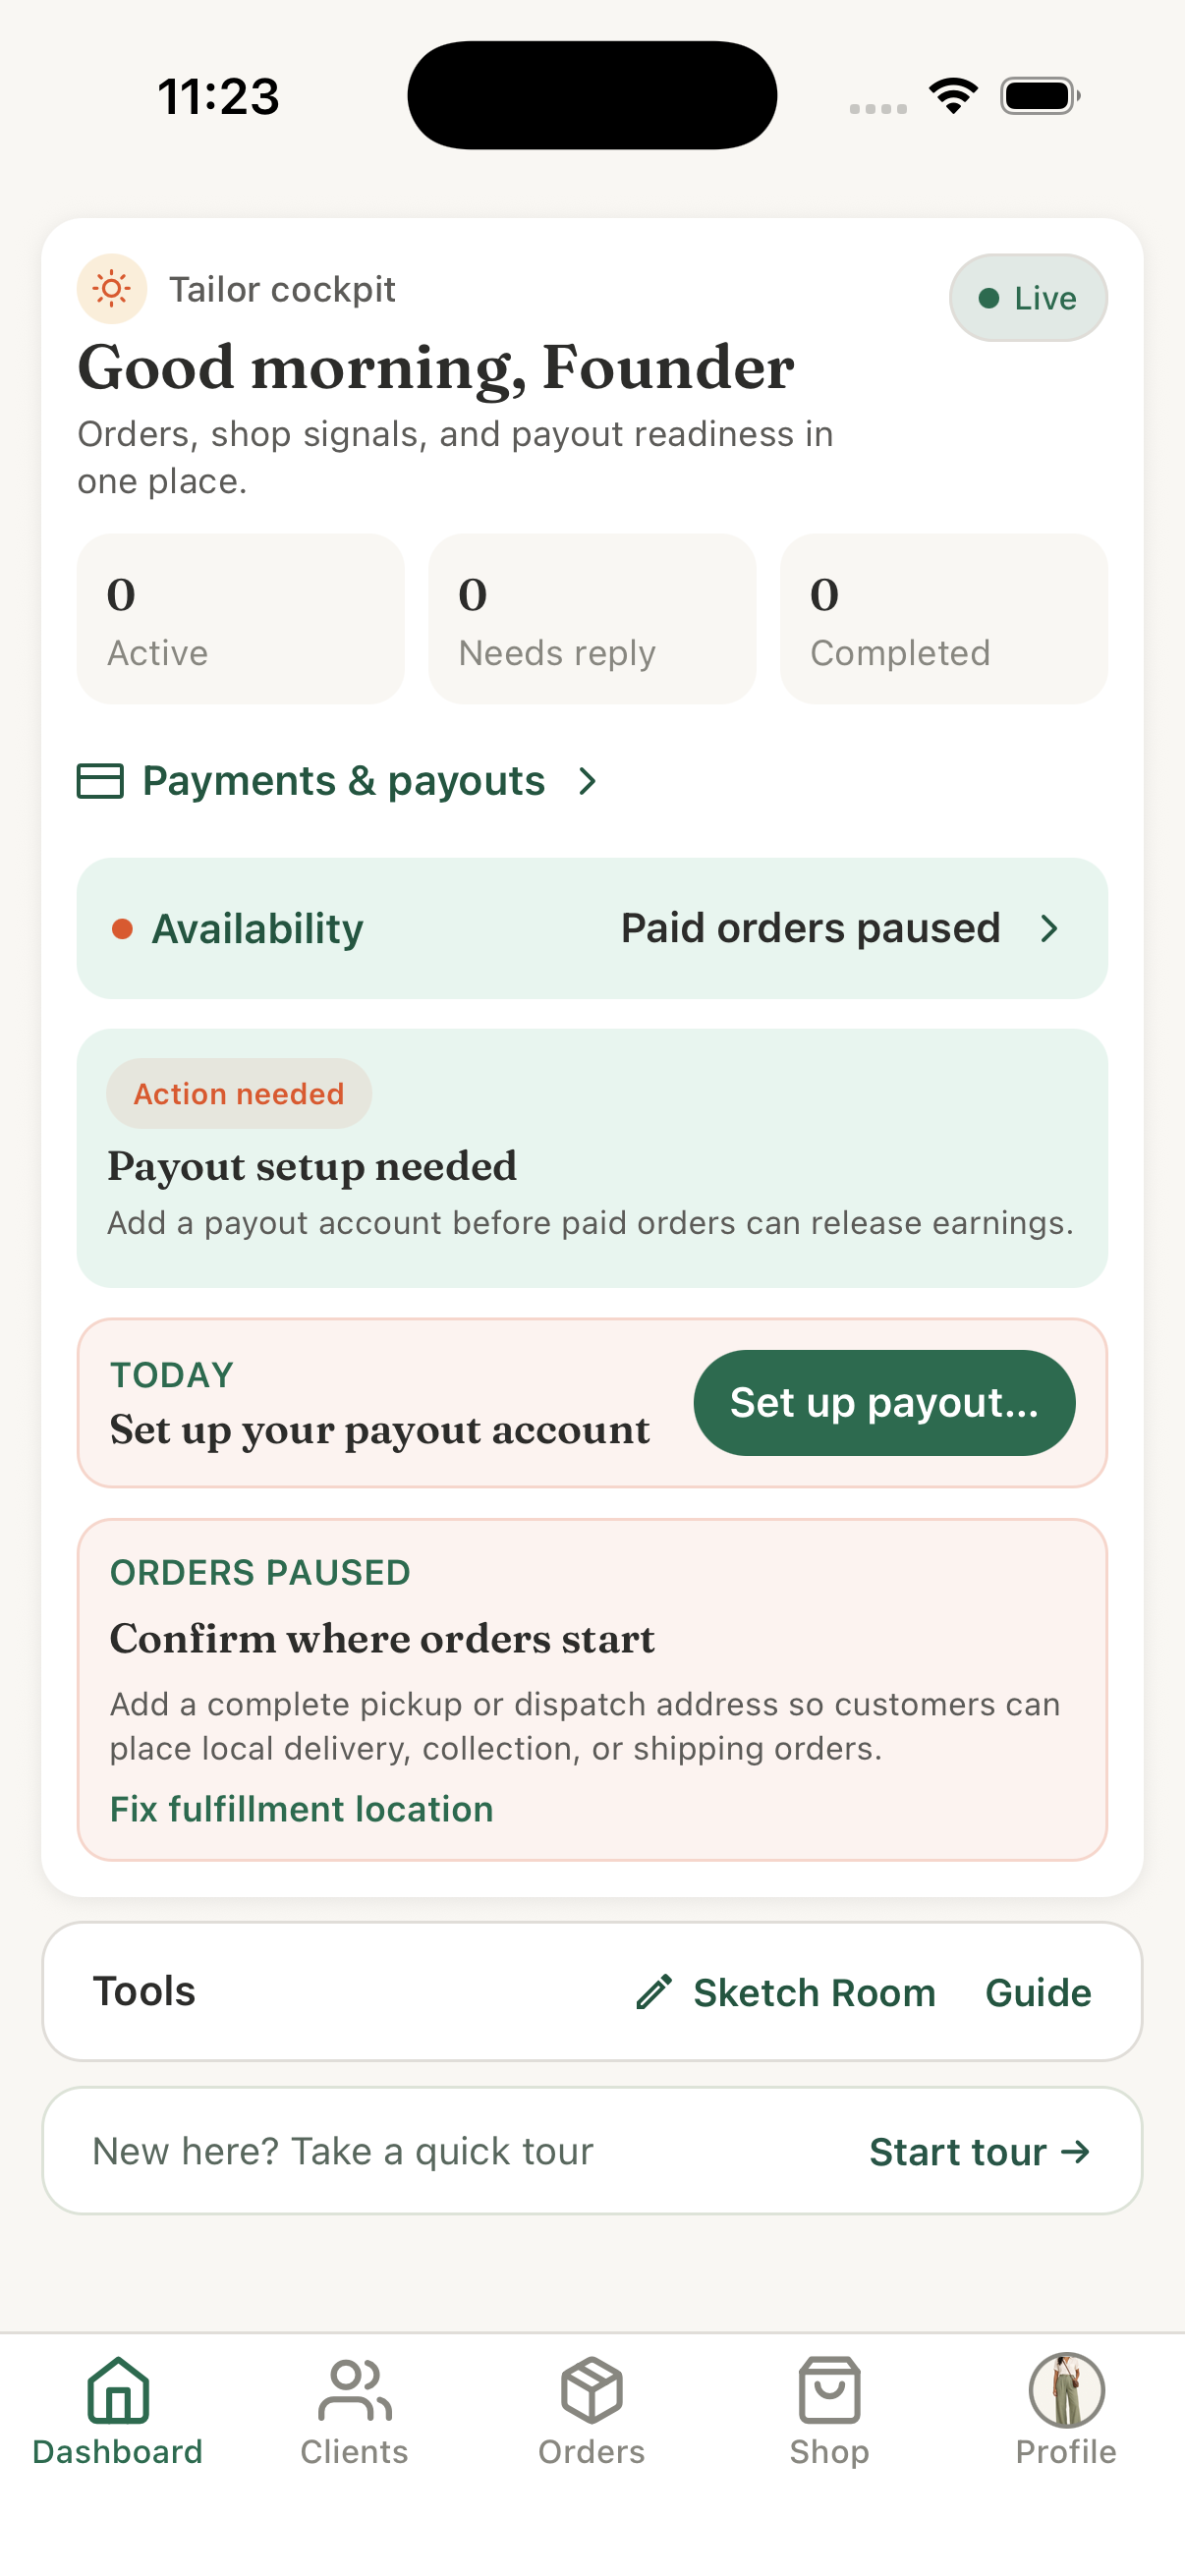 11:23
Tailor cockpit
Live
Good morning, Founder
Orders, shop signals, and payout readiness in
one place.
0
Active
0
Needs reply
0
Completed
Payments & payouts
Availability
Paid orders paused
Action needed
Payout setup needed
Add a payout account before paid orders can release earnings.
TODAY
Set up your payout account
Set up payout...
ORDERS PAUSED
Confirm where orders start
Add a complete pickup or dispatch address so customers can
place local delivery, collection, or shipping orders.
Fix fulfillment location
Tools
Sketch Room
Guide
New here? Take a quick tour
Start tour →
Dashboard
Clients
Orders
Shop
Profile